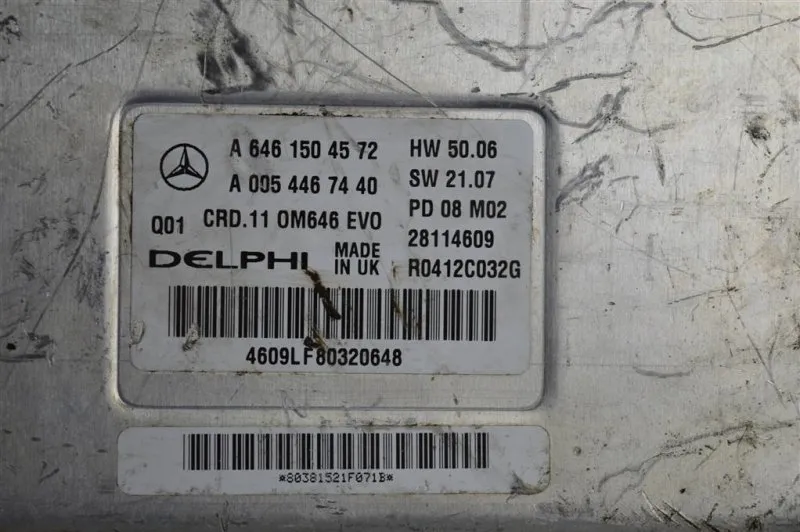 A 646 150 45 72 HW 50.06
A 005 446 74 40 SW 21.07
Q01 CRD.11 OM646 EVO PD 08 M02
28114609
DELPHI MADE IN UK R0412C032G
4609LF80320648
*80381521F071B*